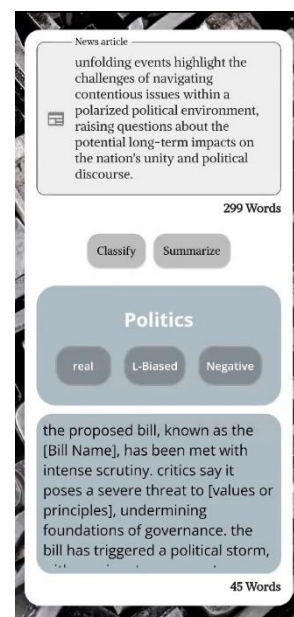 News article
unfolding events highlight the
challenges of navigating
contentious issues within a
polarized political environment,
raising questions about the
potential long-term impacts on
the nation's unity and political
discourse.
299 Words
Classify Summarize
Politics
real L-Biased Negative
the proposed bill, known as the
[Bill Name], has been met with
intense scrutiny. critics say it
poses a severe threat to [values or
principles], undermining
foundations of governance. the
bill has triggered a political storm,
45 Words